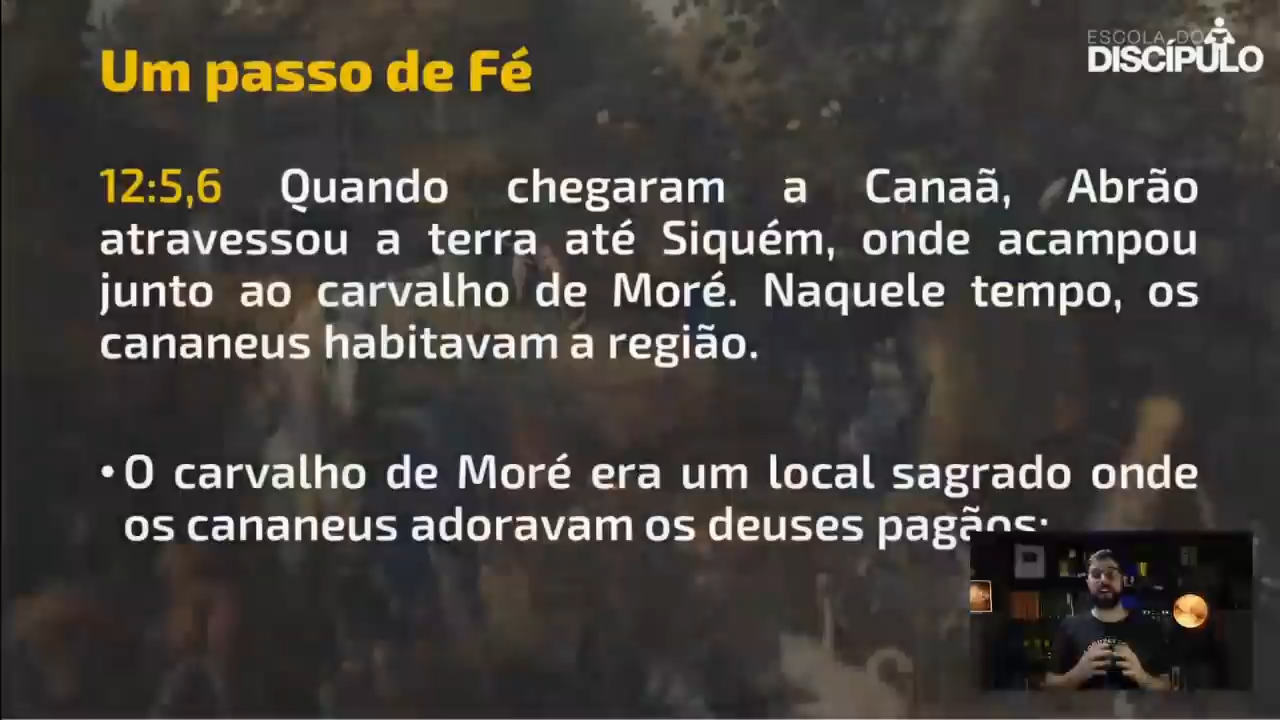 ESCOLA DO
DISCÍPULO
Um passo de Fé
12:5,6 Quando chegaram a Canaã, Abrão
atravessou a terra até Siquém, onde acampou
junto ao carvalho de Moré. Naquele tempo, os
cananeus habitavam a região.
• O carvalho de Moré era um local sagrado onde
os cananeus adoravam os deuses pagãos;